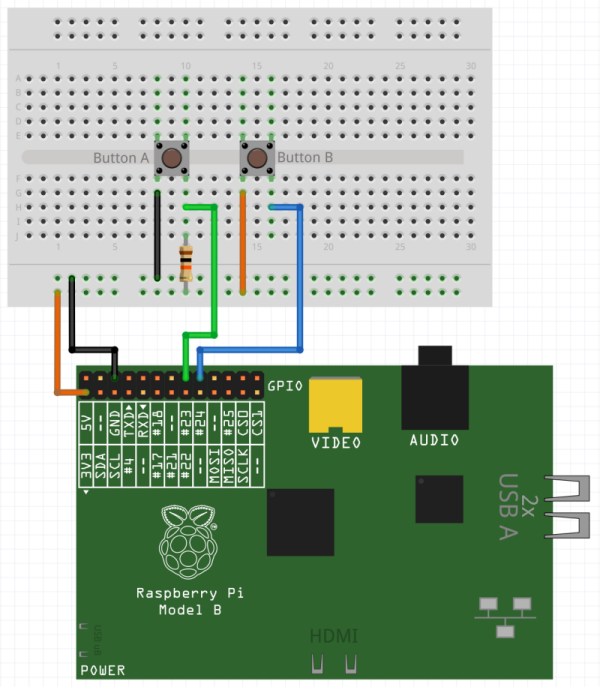 1 5 10 15 20 25 30
A
B
C
D
E
Button A
Button B
F
G
H
I
J
1 5 10 15 20 25 30
GPIO
5V -- GND TXD RXD #18 -- #23 #24 -- #25 CS0 CS1
3V3 SDA SCL #4 -- #17 #21 #22 -- MOSI MISO SCLK --
VIDEO
AUDIO
2x
USB A
Raspberry Pi
Model B
HDMI
POWER